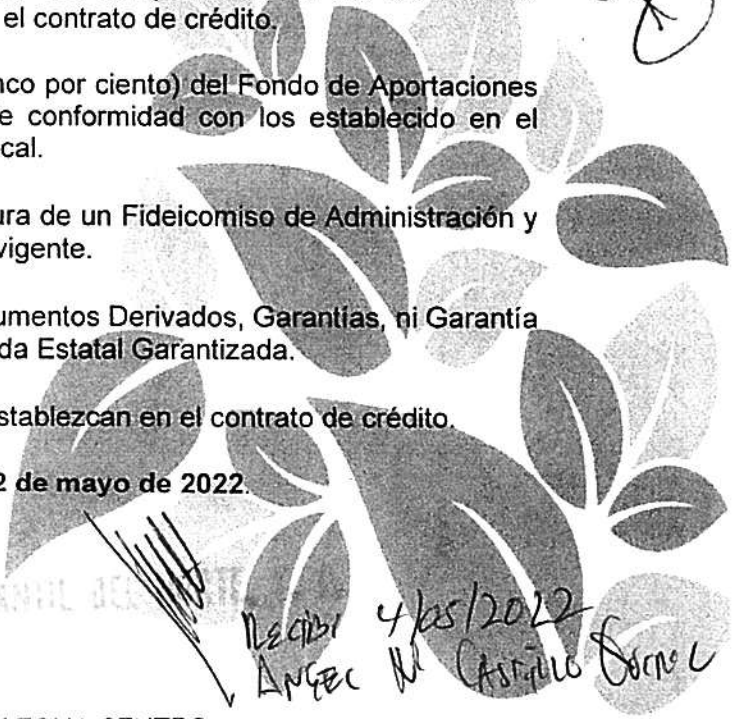 el contrato de crédito.
nco por ciento) del Fondo de Aportaciones
e conformidad con los establecido en el
cal.
ura de un Fideicomiso de Administración y
vigente.
umentos Derivados, Garantías, ni Garantía
da Estatal Garantizada.
stablezcan en el contrato de crédito.
2 de mayo de 2022.
Recibi 4/05/2022
ANGEL M CASTILLO